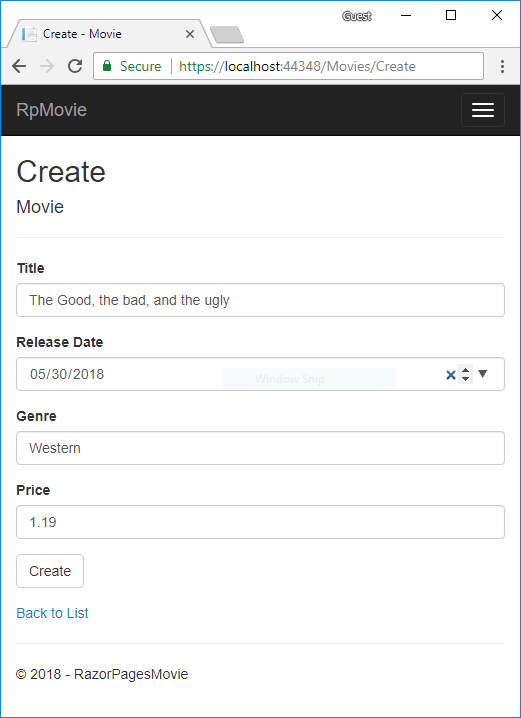 Guest
Create - Movie
Secure https://localhost:44348/Movies/Create
RpMovie
Create
Movie
Title
The Good, the bad, and the ugly
Release Date
05/30/2018
Window Snip
Genre
Western
Price
1.19
Create
Back to List
© 2018 - RazorPagesMovie